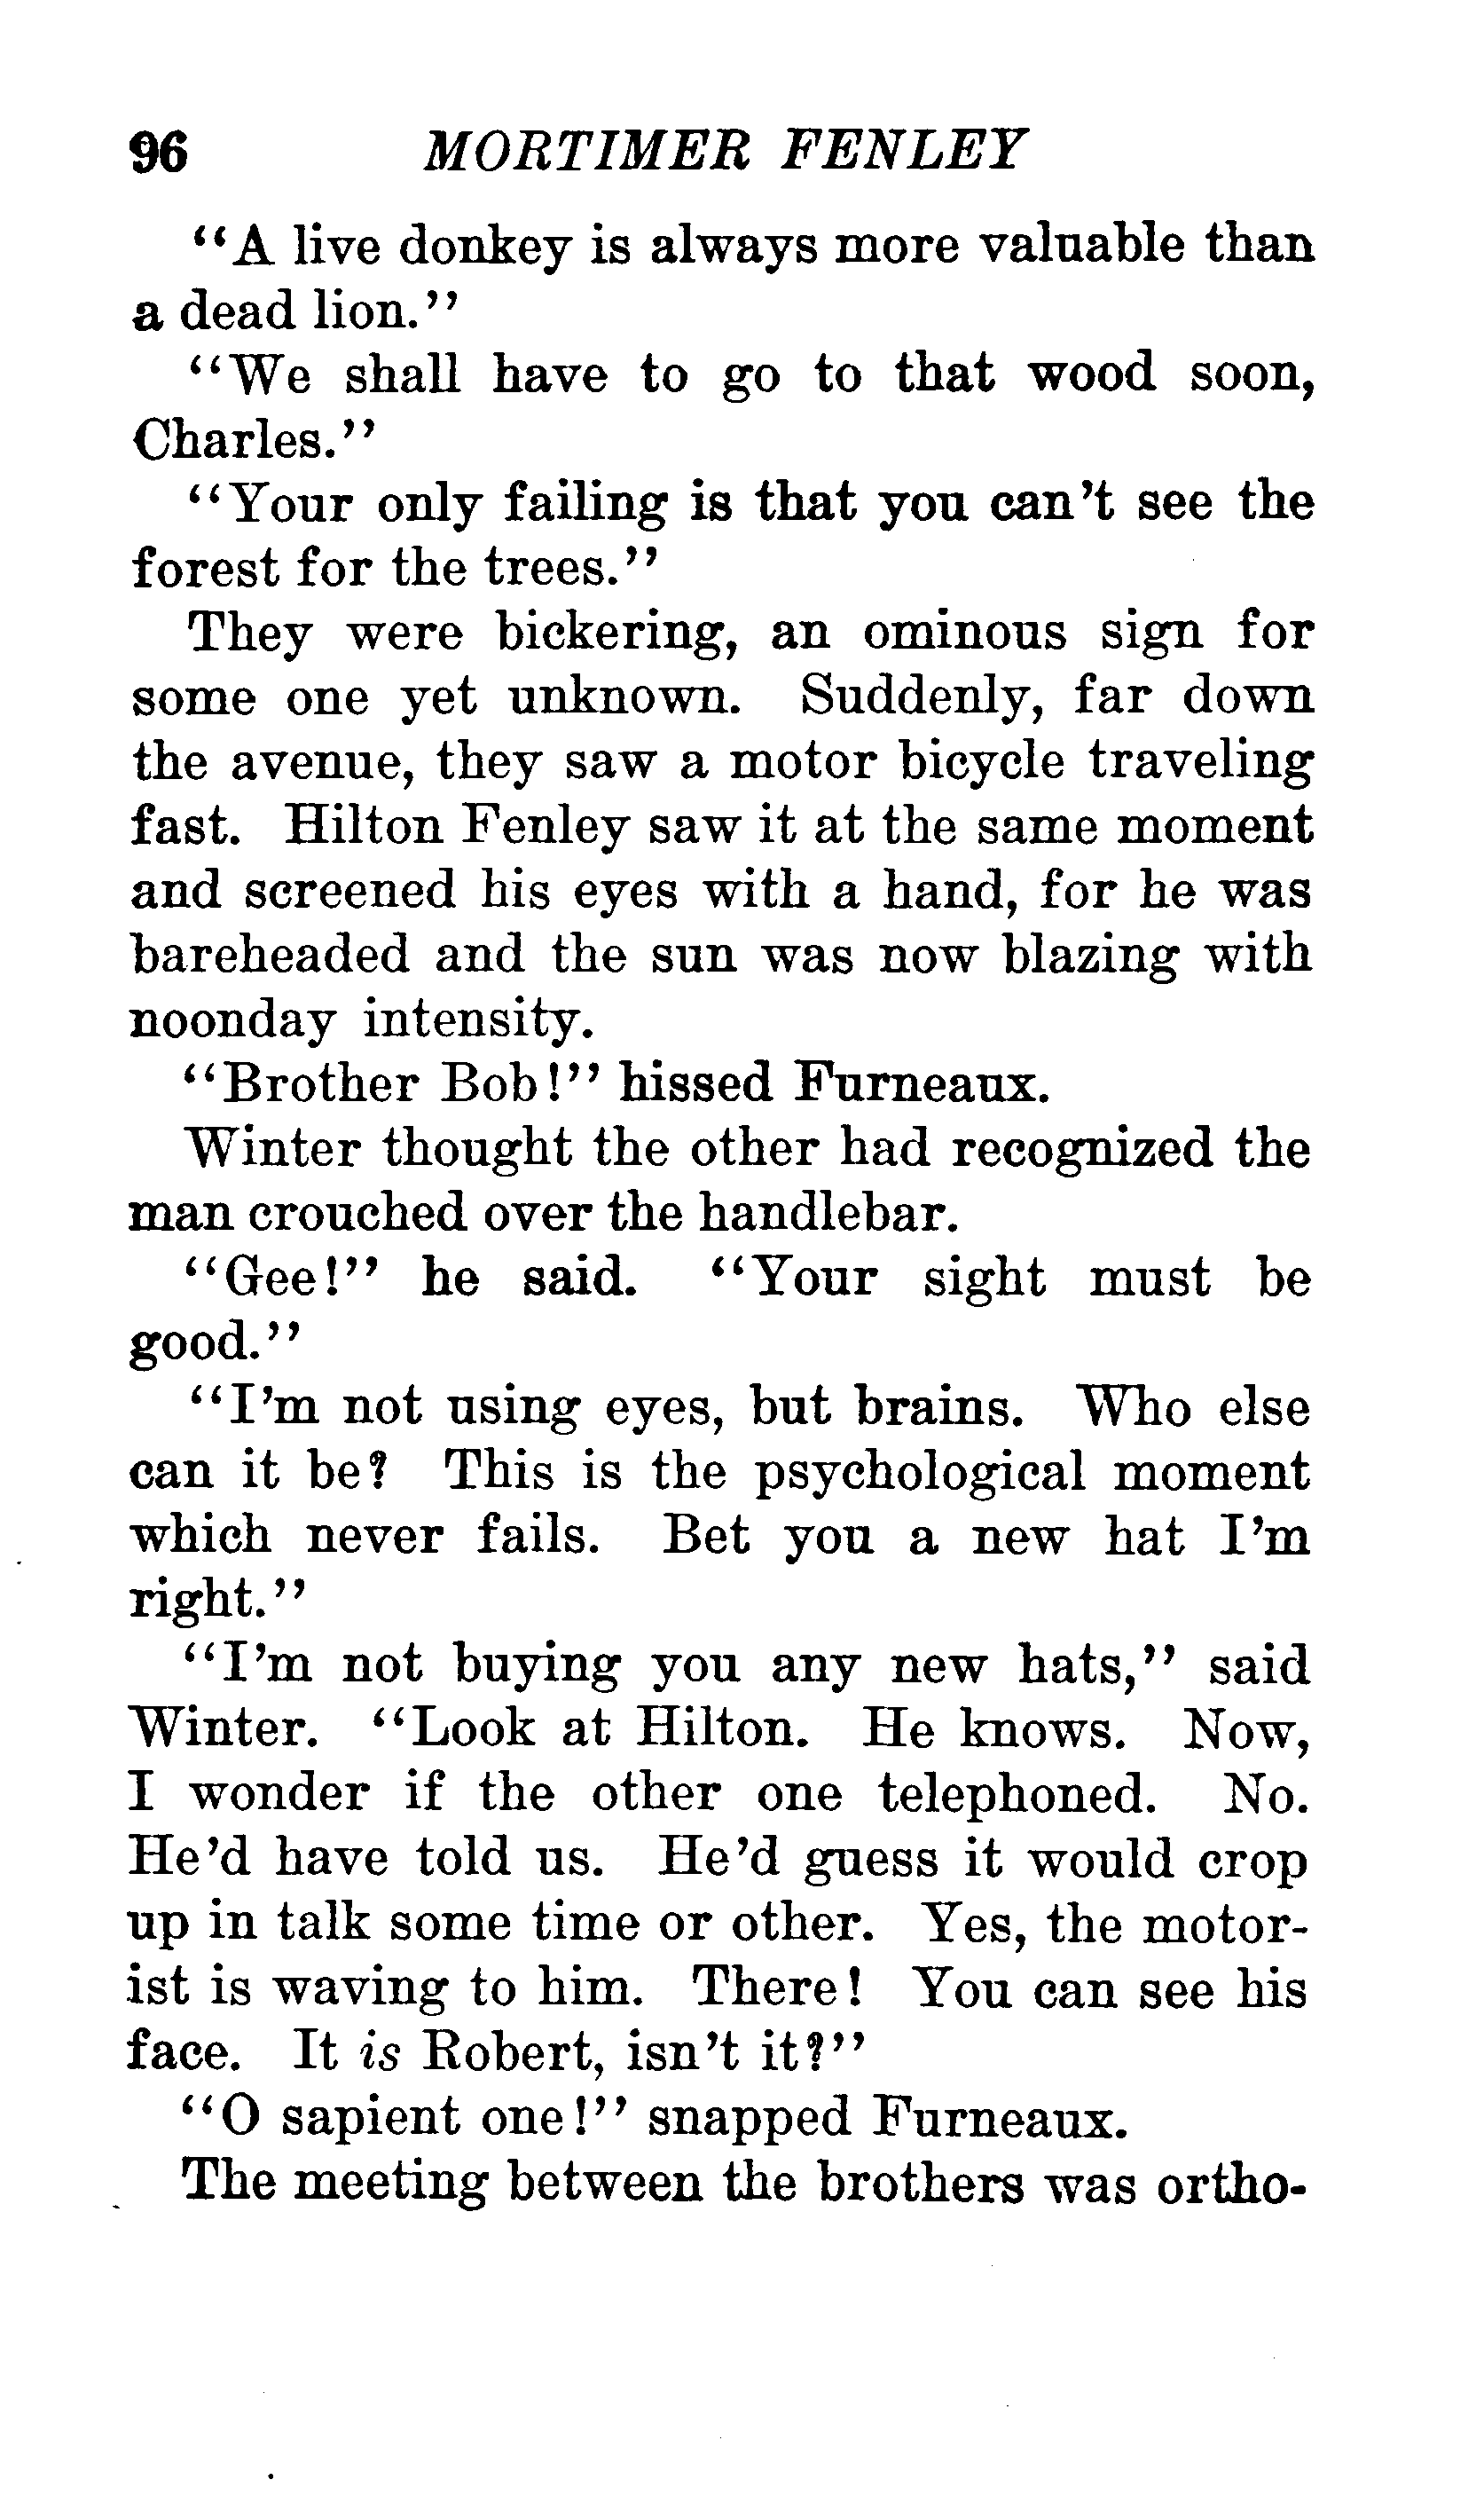 96 MORTIMER FENLEY
"A live donkey is always more valuable than
a dead lion."
"We shall have to go to that wood soon,
Charles."
"Your only failing is that you can't see the
forest for the trees."
They were bickering, an ominous sign for
some one yet unknown. Suddenly, far down
the avenue, they saw a motor bicycle traveling
fast. Hilton Fenley saw it at the same moment
and screened his eyes with a hand, for he was
bareheaded and the sun was now blazing with
noonday intensity.
"Brother Bob!" hissed Furneaux.
Winter thought the other had recognized the
man crouched over the handlebar.
"Gee!" he said. "Your sight must be
good."
"I'm not using eyes, but brains. Who else
can it be? This is the psychological moment
which never fails. Bet you a new hat I'm
right."
"I'm not buying you any new hats," said
Winter. "Look at Hilton. He knows. Now,
I wonder if the other one telephoned. No.
He'd have told us. He'd guess it would crop
up in talk some time or other. Yes, the motor-
ist is waving to him. There! You can see his
face. It is Robert, isn't it?"
"O sapient one!" snapped Furneaux.
The meeting between the brothers was ortho-